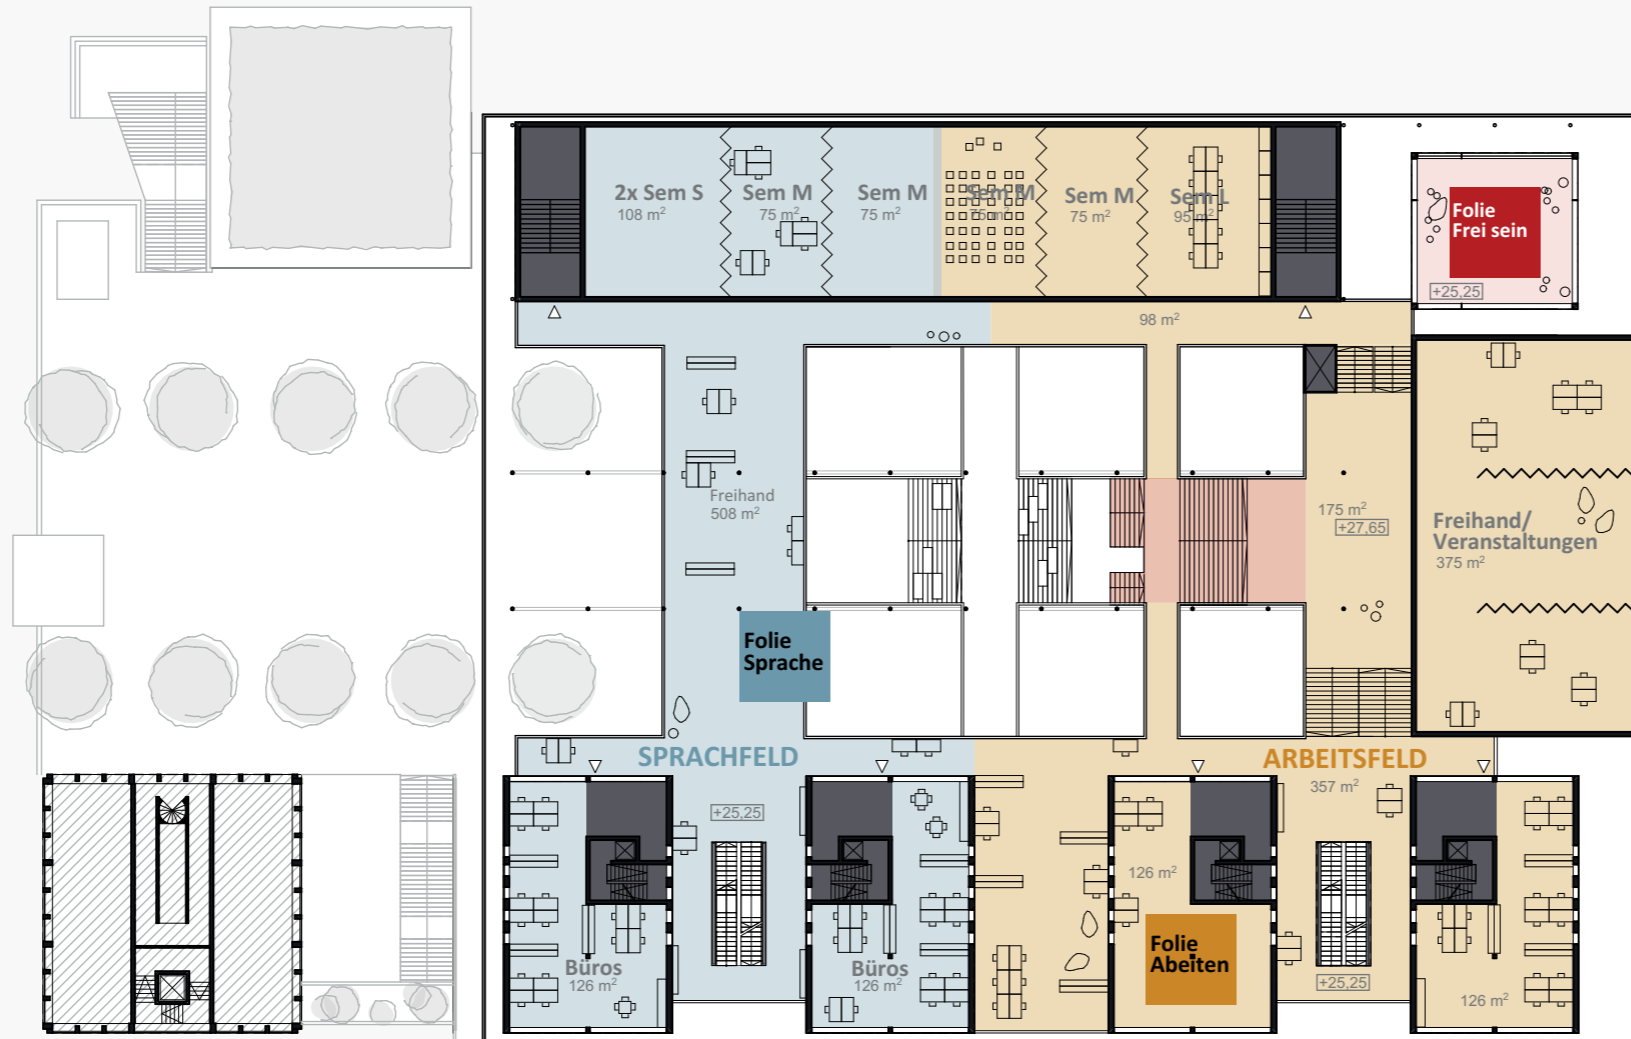 2x Sem S
108 m²
Sem M
75 m²
Sem M
75 m²
Sem M
75 m²
Sem M
75 m²
Sem L
95 m²
Folie
Frei sein
+25,25
98 m²
Freihand
508 m²
175 m²
+27,65
Freihand/
Veranstaltungen
375 m²
Folie
Sprache
SPRACHFELD
ARBEITSFELD
357 m²
+25,25
126 m²
Folie
Abeiten
Büros
126 m²
Büros
126 m²
+25,25
126 m²